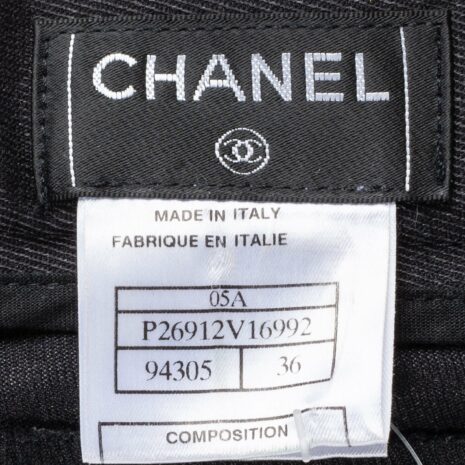 CHANEL
MADE IN ITALY
FABRIQUE EN ITALIE
05A
P26912V16992
94305 36
COMPOSITION